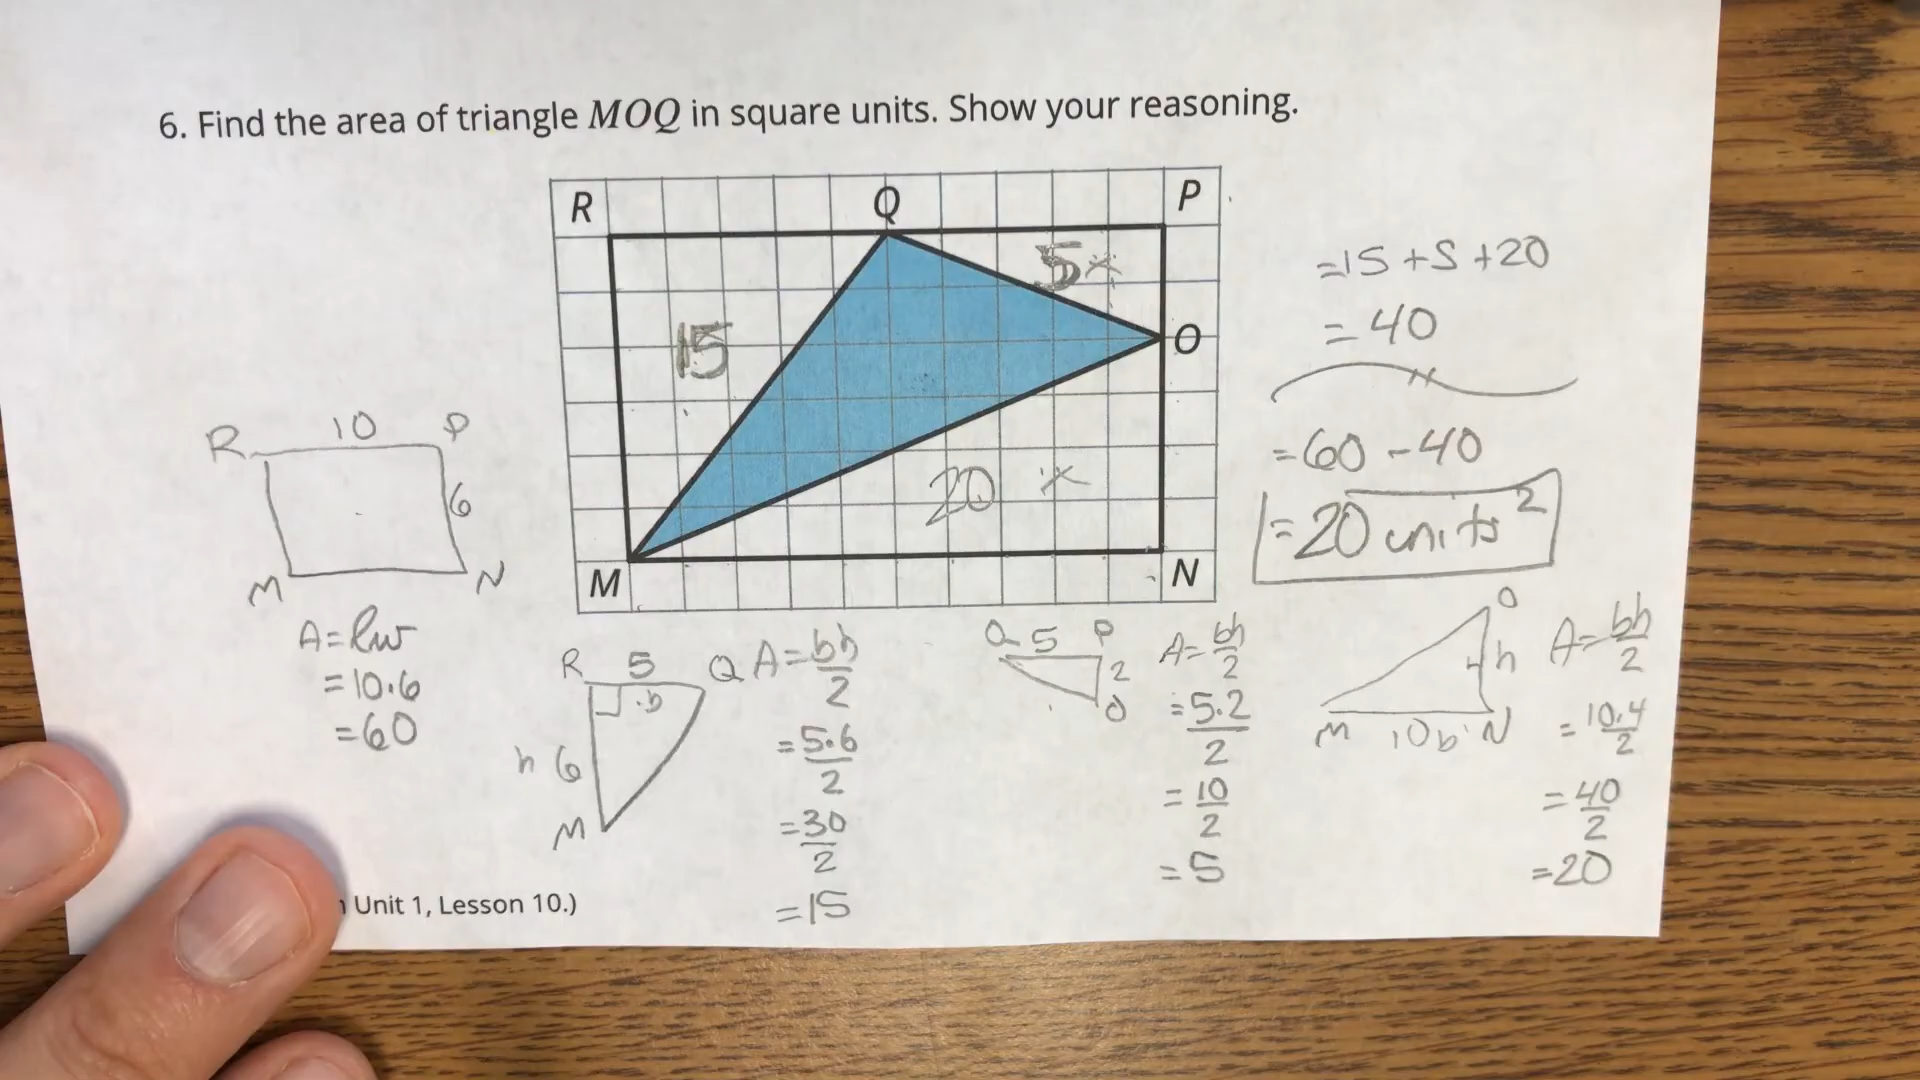 6. Find the area of triangle MOQ in square units. Show your reasoning.
R Q P
5
15
O
20
M N
=15+5+20
=40
=60-40
=20 units²
R 10 P
6
M N
A=lw
=10.6
=60
R 5 Q
b
h 6
M
A=bh/2
=5.6/2
=30/2
=15
Q 5 P
2
O
A=bh/2
=5.2/2
=10/2
=5
O
4 h
M 10b N
A=bh/2
=10.4/2
=40/2
=20
Unit 1, Lesson 10.)